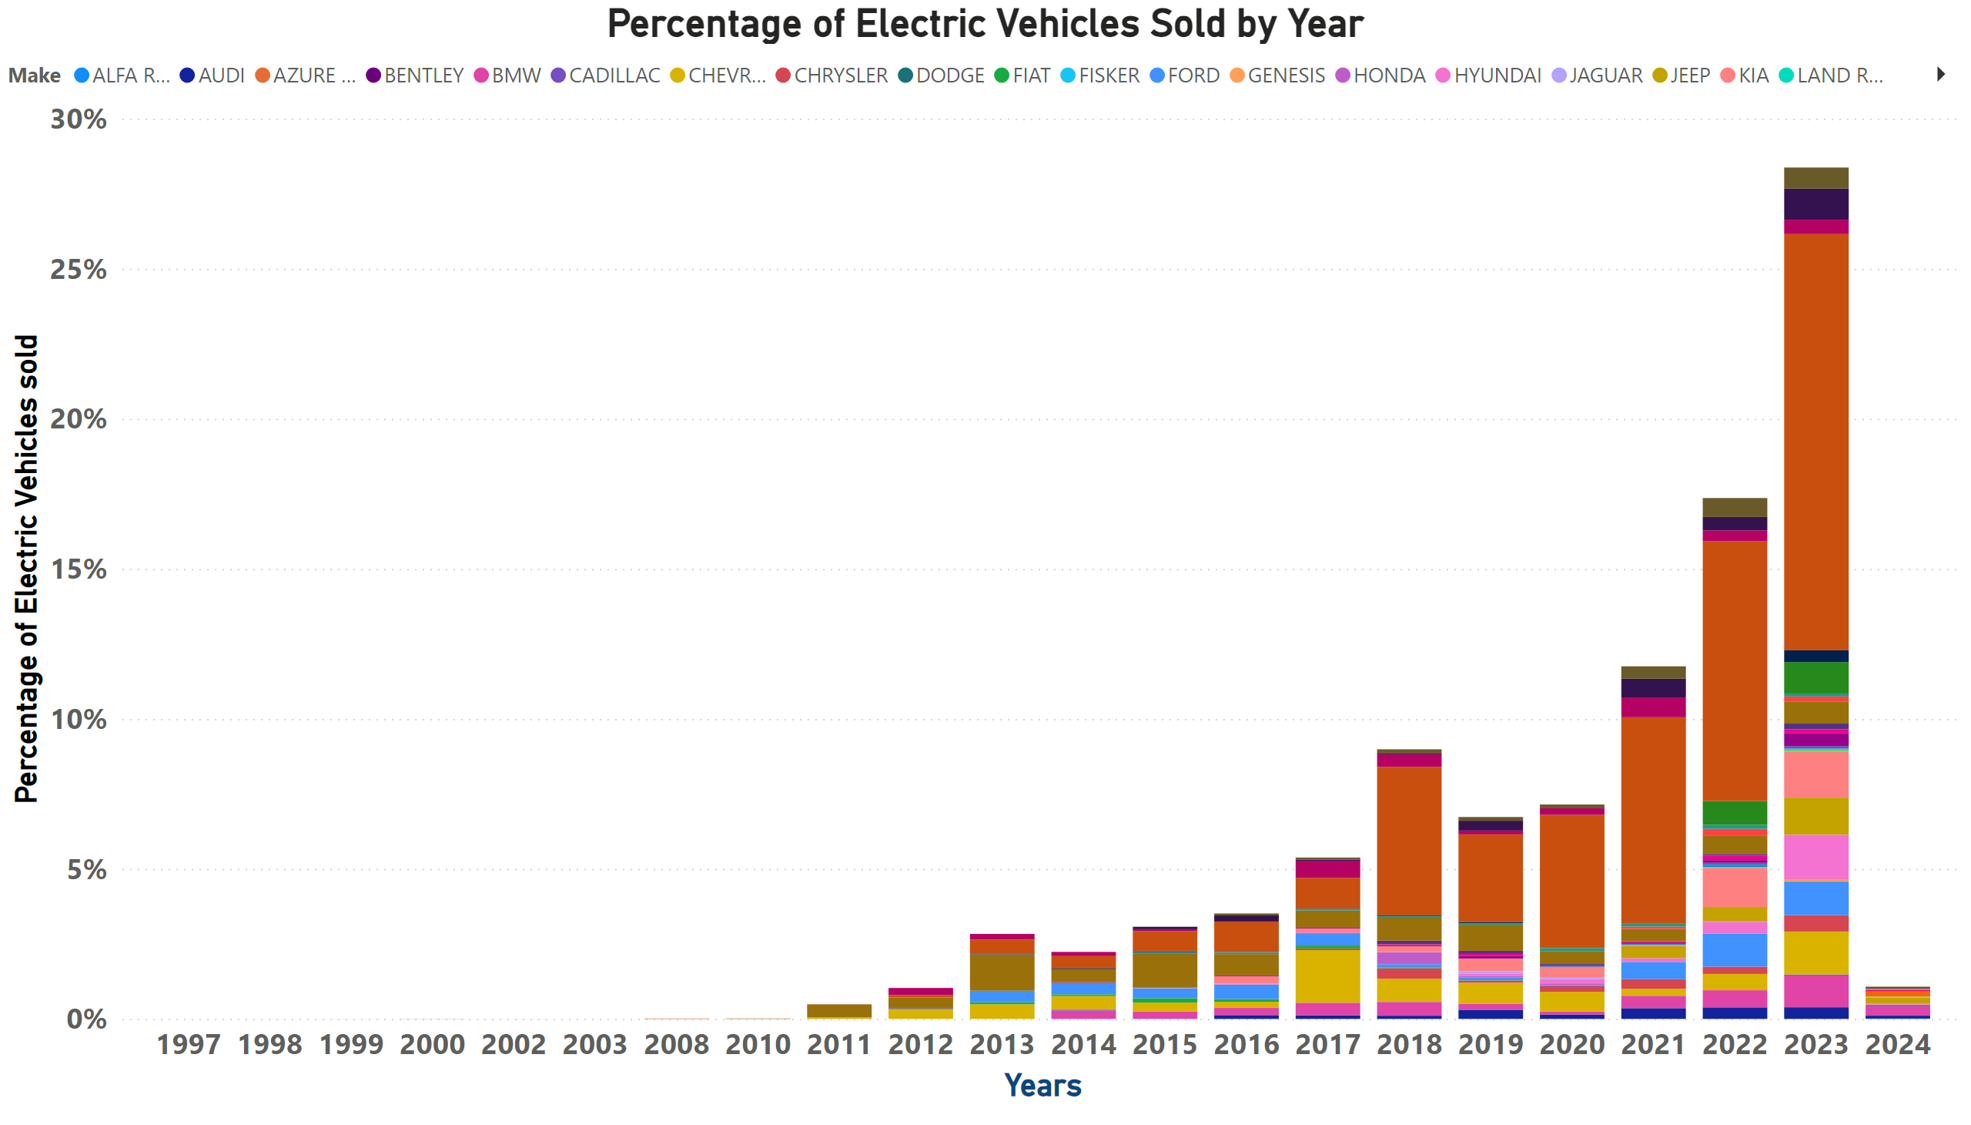 Percentage of Electric Vehicles Sold by Year
Make ALFA R... AUDI AZURE ... BENTLEY BMW CADILLAC CHEVR... CHRYSLER DODGE FIAT FISKER FORD GENESIS HONDA HYUNDAI JAGUAR JEEP KIA LAND R...
Percentage of Electric Vehicles sold
30%
25%
20%
15%
10%
5%
0%
1997 1998 1999 2000 2002 2003 2008 2010 2011 2012 2013 2014 2015 2016 2017 2018 2019 2020 2021 2022 2023 2024
Years